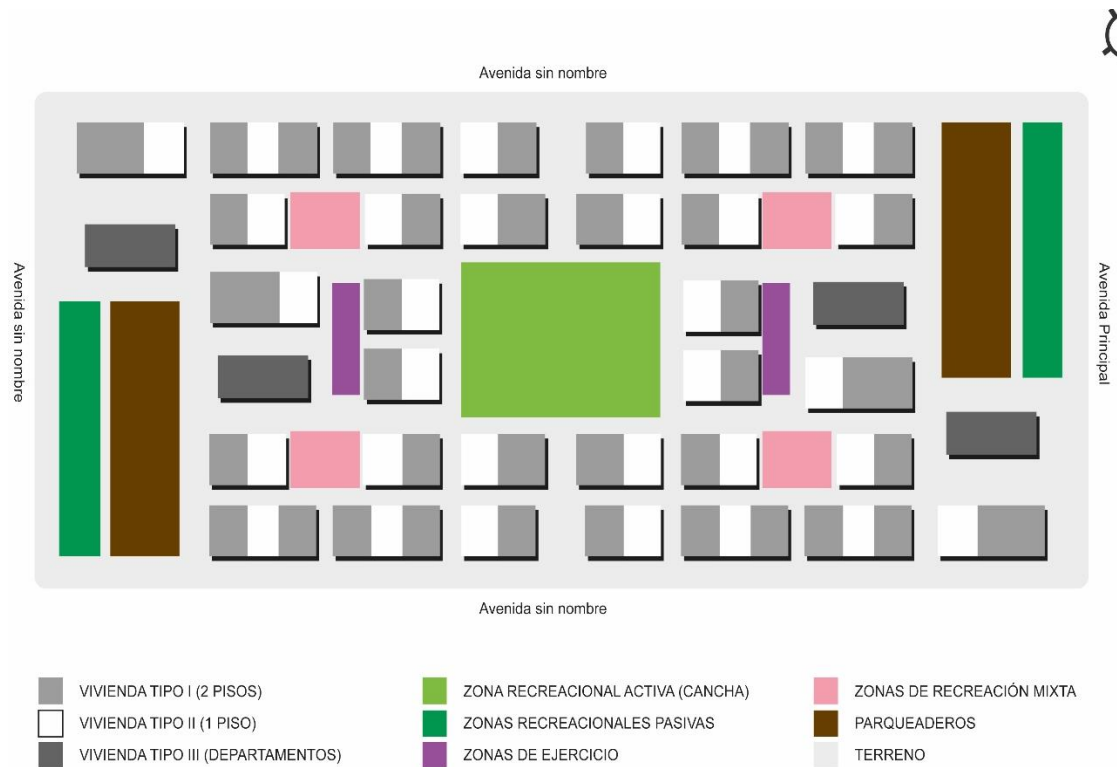 Avenida sin nombre
Avenida sin nombre
Avenida Principal
Avenida sin nombre
VIVIENDA TIPO I (2 PISOS)
VIVIENDA TIPO II (1 PISO)
VIVIENDA TIPO III (DEPARTAMENTOS)
ZONA RECREACIONAL ACTIVA (CANCHA)
ZONAS RECREACIONALES PASIVAS
ZONAS DE EJERCICIO
ZONAS DE RECREACIÓN MIXTA
PARQUEADEROS
TERRENO